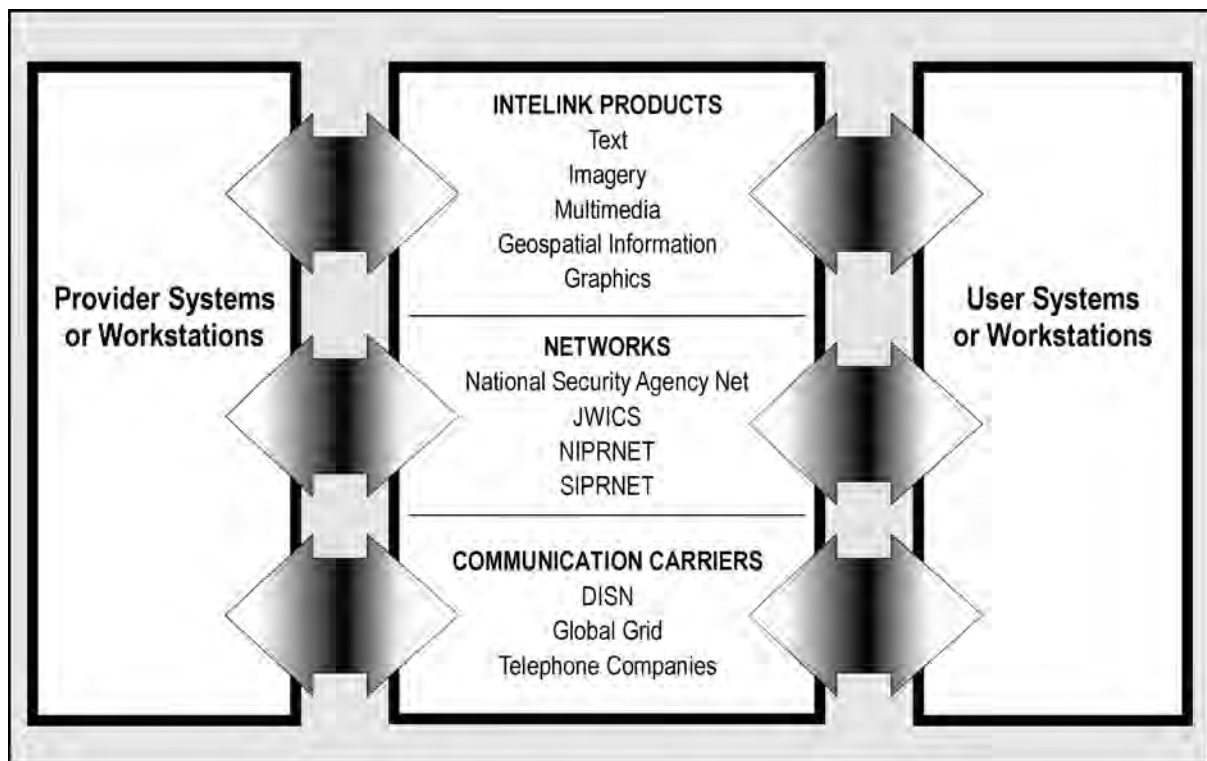 Provider Systems
or Workstations
INTELINK PRODUCTS
Text
Imagery
Multimedia
Geospatial Information
Graphics
NETWORKS
National Security Agency Net
JWICS
NIPRNET
SIPRNET
COMMUNICATION CARRIERS
DISN
Global Grid
Telephone Companies
User Systems
or Workstations